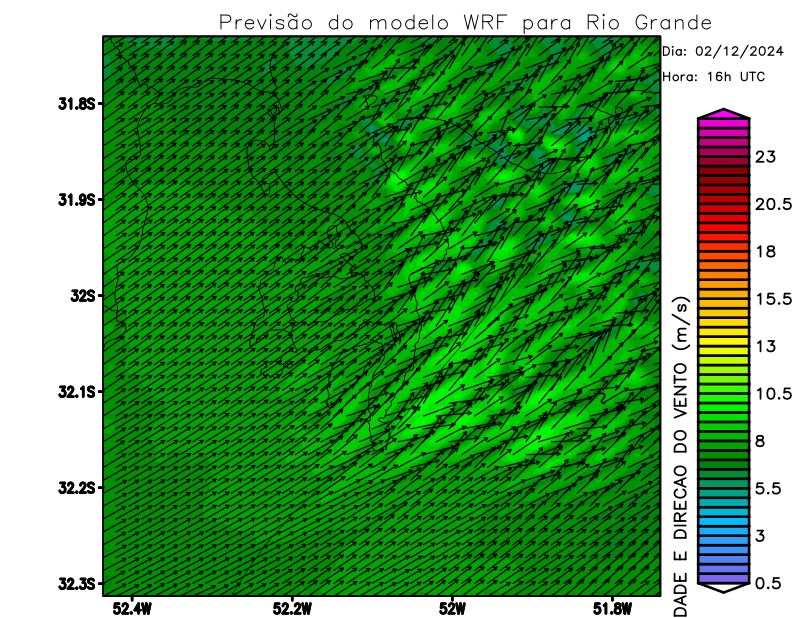 Previsão do modelo WRF para Rio Grande
Dia: 02/12/2024
Hora: 16h UTC
31.8S
31.9S
32S
32.1S
32.2S
32.3S
52.4W
52.2W
52W
51.8W
DADE E DIRECAO DO VENTO (m/s)
23
20.5
18
15.5
13
10.5
8
5.5
3
0.5